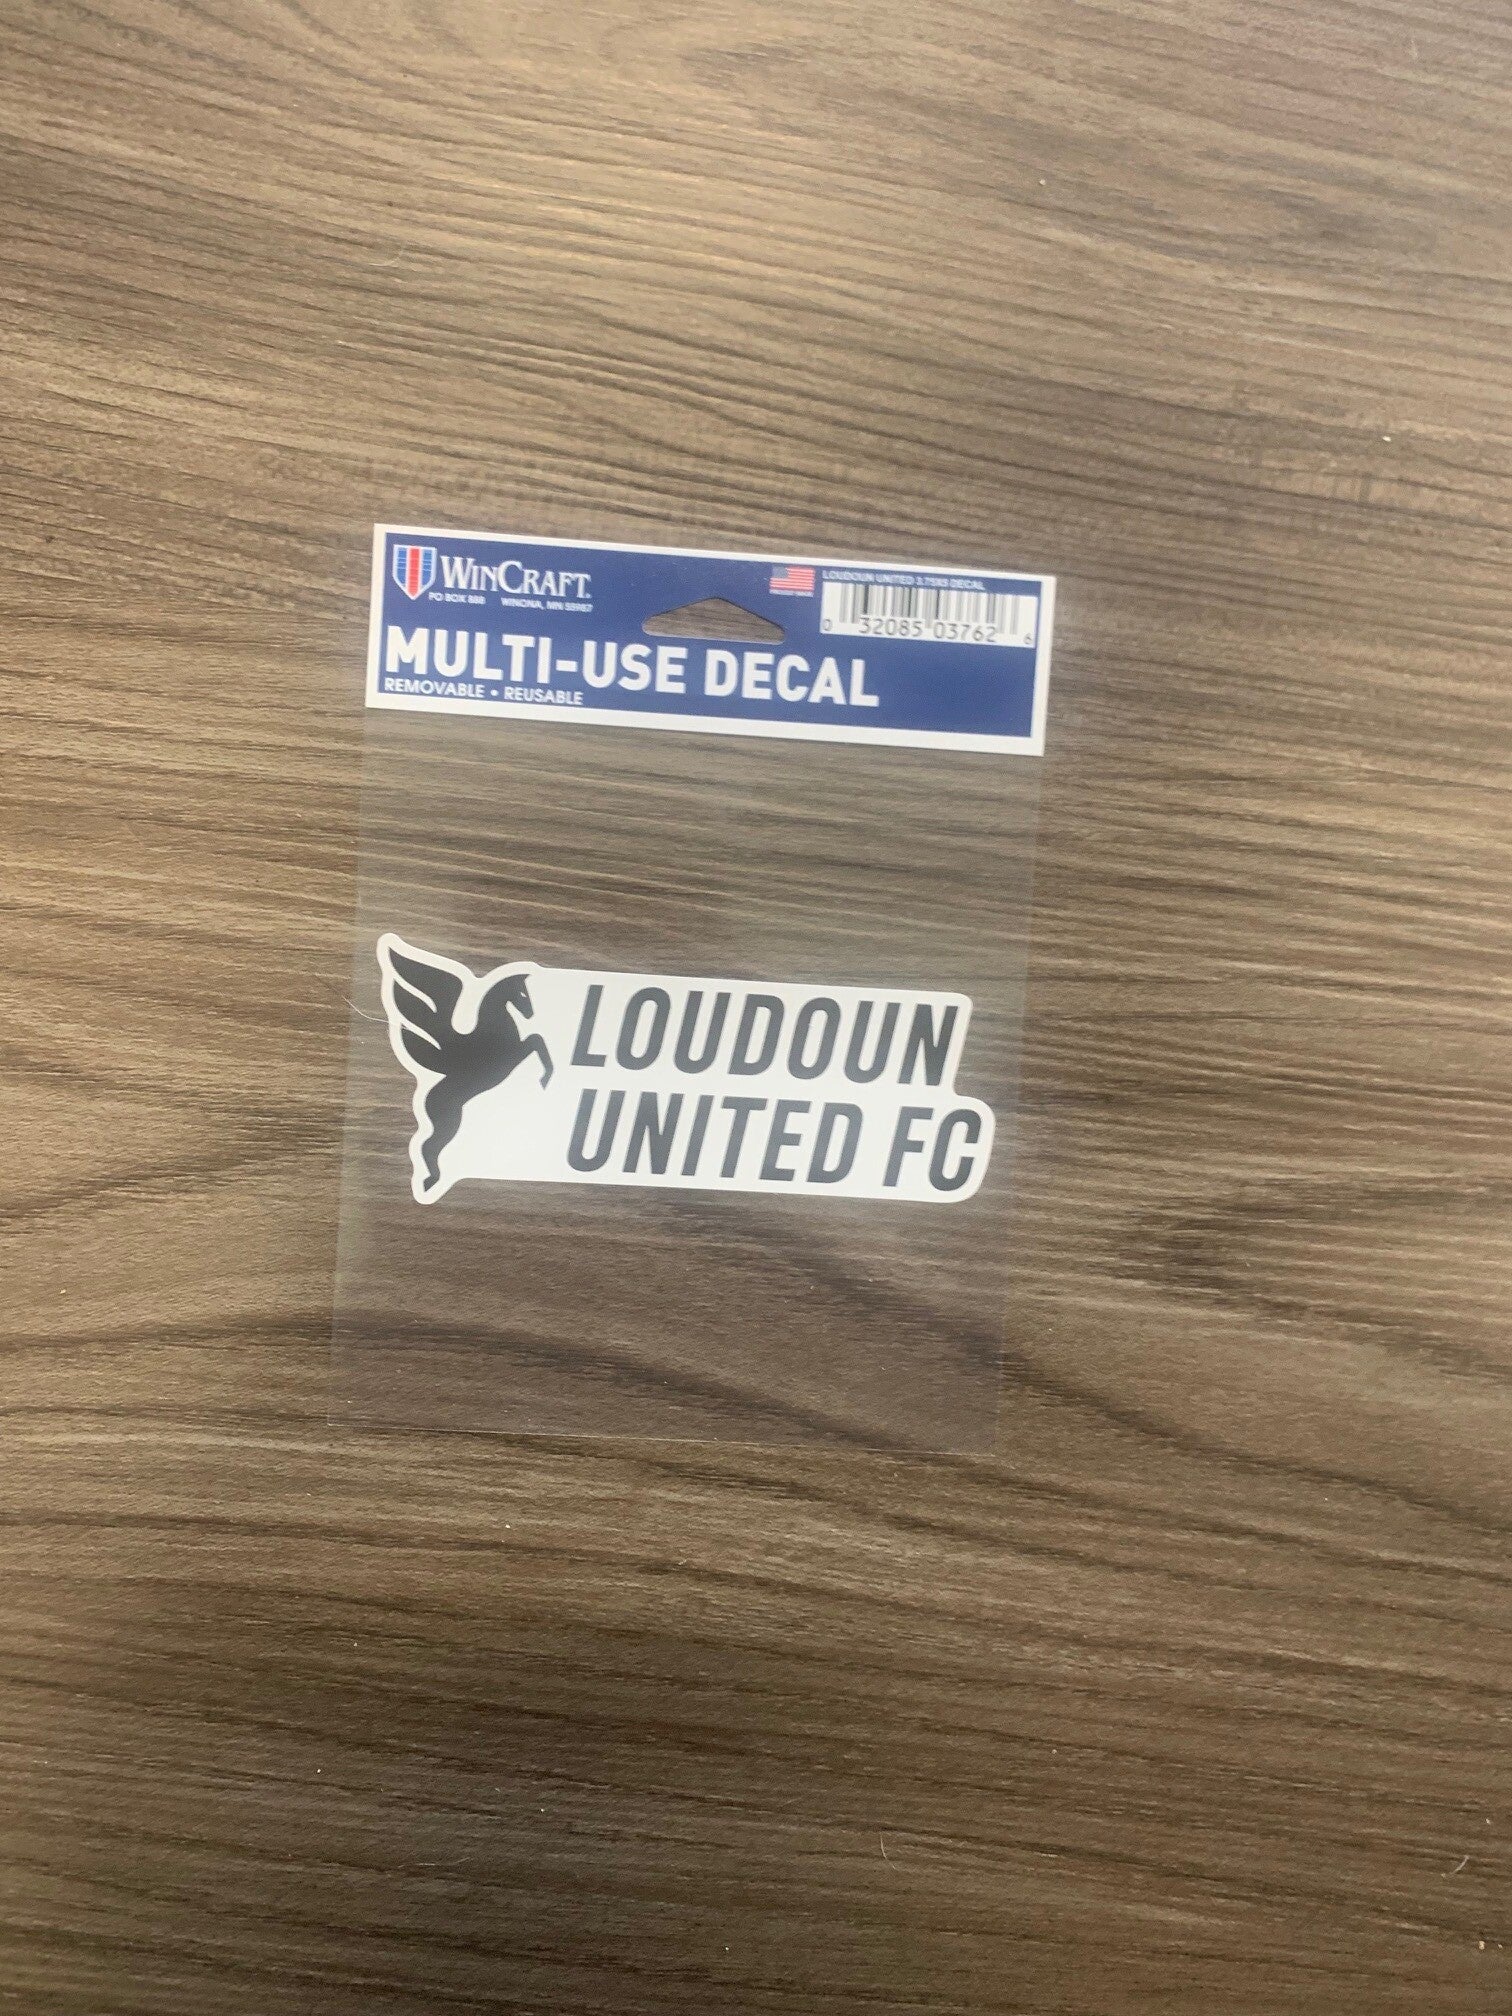 WINCRAFT.
PO BOX 888 WINONA, MN 55987
LOUDOUN UNITED 3.75X5 DECAL
0 32085 03762 6
MULTI-USE DECAL
REMOVABLE • REUSABLE
LOUDOUN
UNITED FC